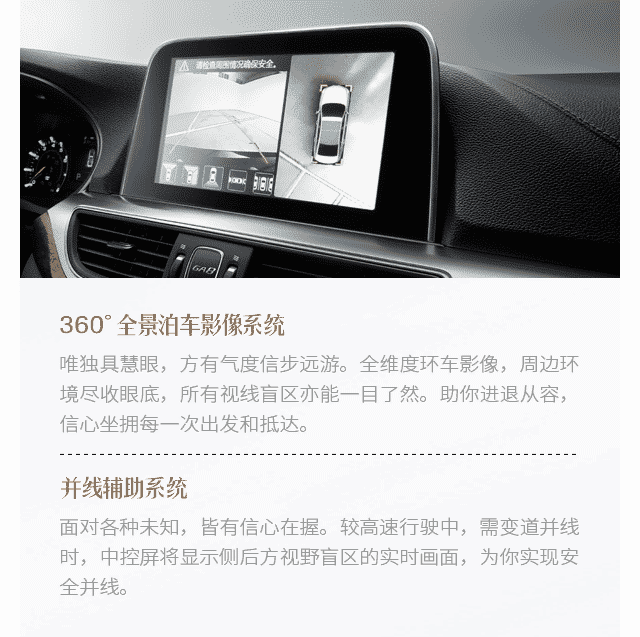 请检查周围情况确保安全。
GA8
360°全景泊车影像系统
唯独具慧眼，方有气度信步远游。全维度环车影像，周边环
境尽收眼底，所有视线盲区亦能一目了然。助你进退从容，
信心坐拥每一次出发和抵达。
并线辅助系统
面对各种未知，皆有信心在握。较高速行驶中，需变道并线
时，中控屏将显示侧后方视野盲区的实时画面，为你实现安
全并线。